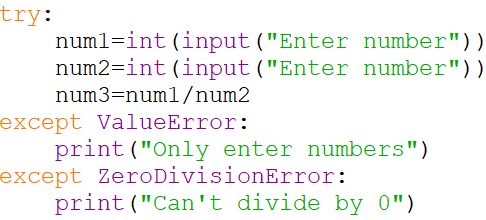 try:
    num1=int(input("Enter number"))
    num2=int(input("Enter number"))
    num3=num1/num2
except ValueError:
    print("Only enter numbers")
except ZeroDivisionError:
    print("Can't divide by 0")